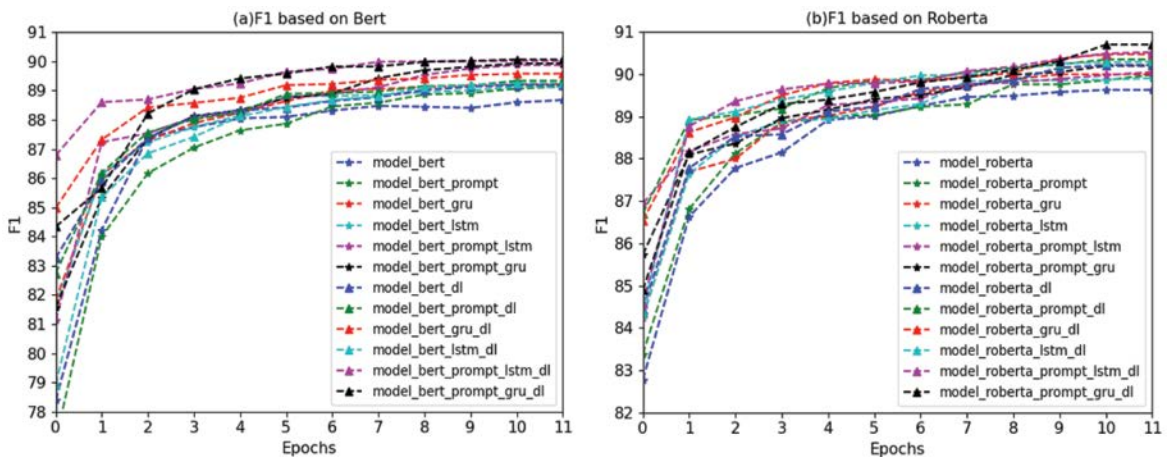 (a)F1 based on Bert
91
90
89
88
87
86
85
84
83
82
81
80
79
78
F1
0 1 2 3 4 5 6 7 8 9 10 11
Epochs
model_bert
model_bert_prompt
model_bert_gru
model_bert_lstm
model_bert_prompt_lstm
model_bert_prompt_gru
model_bert_dl
model_bert_prompt_dl
model_bert_gru_dl
model_bert_lstm_dl
model_bert_prompt_lstm_dl
model_bert_prompt_gru_dl
(b)F1 based on Roberta
91
90
89
88
87
86
85
84
83
82
F1
0 1 2 3 4 5 6 7 8 9 10 11
Epochs
model_roberta
model_roberta_prompt
model_roberta_gru
model_roberta_lstm
model_roberta_prompt_lstm
model_roberta_prompt_gru
model_roberta_dl
model_roberta_prompt_dl
model_roberta_gru_dl
model_roberta_lstm_dl
model_roberta_prompt_lstm_dl
model_roberta_prompt_gru_dl